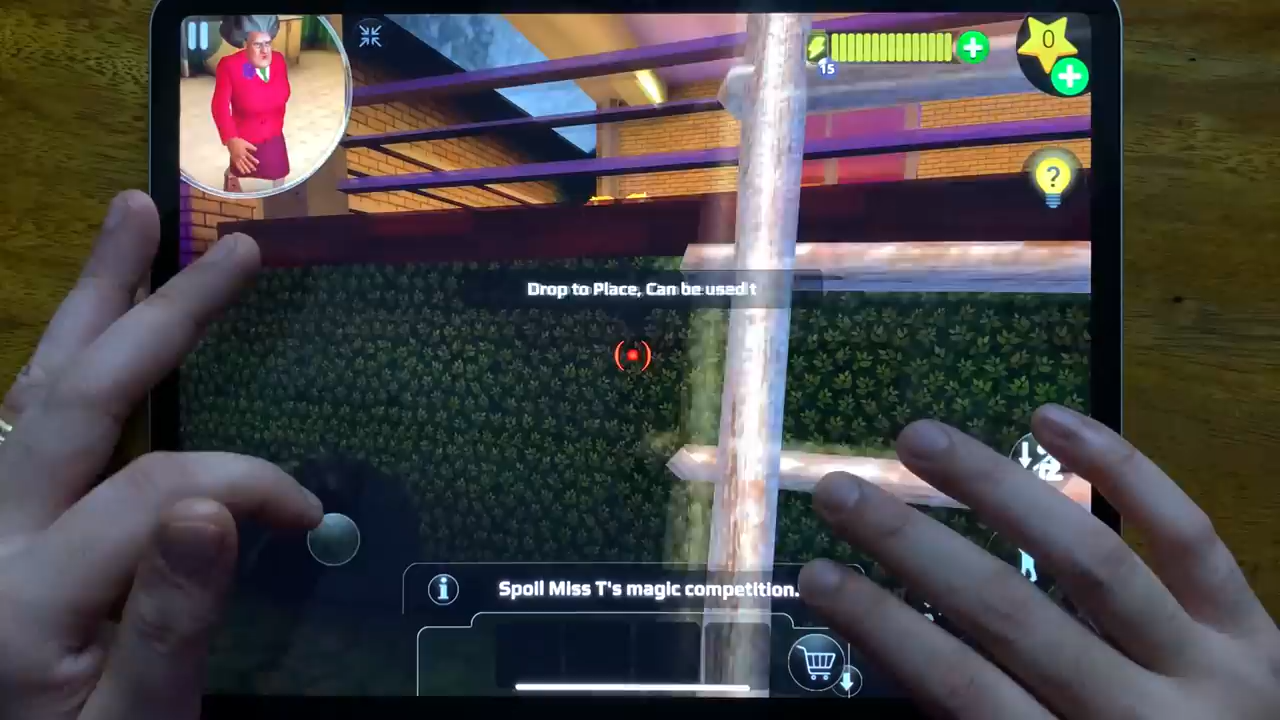 15
0
?
Drop to Place, Can be used t
Spoil Miss T's magic competition.